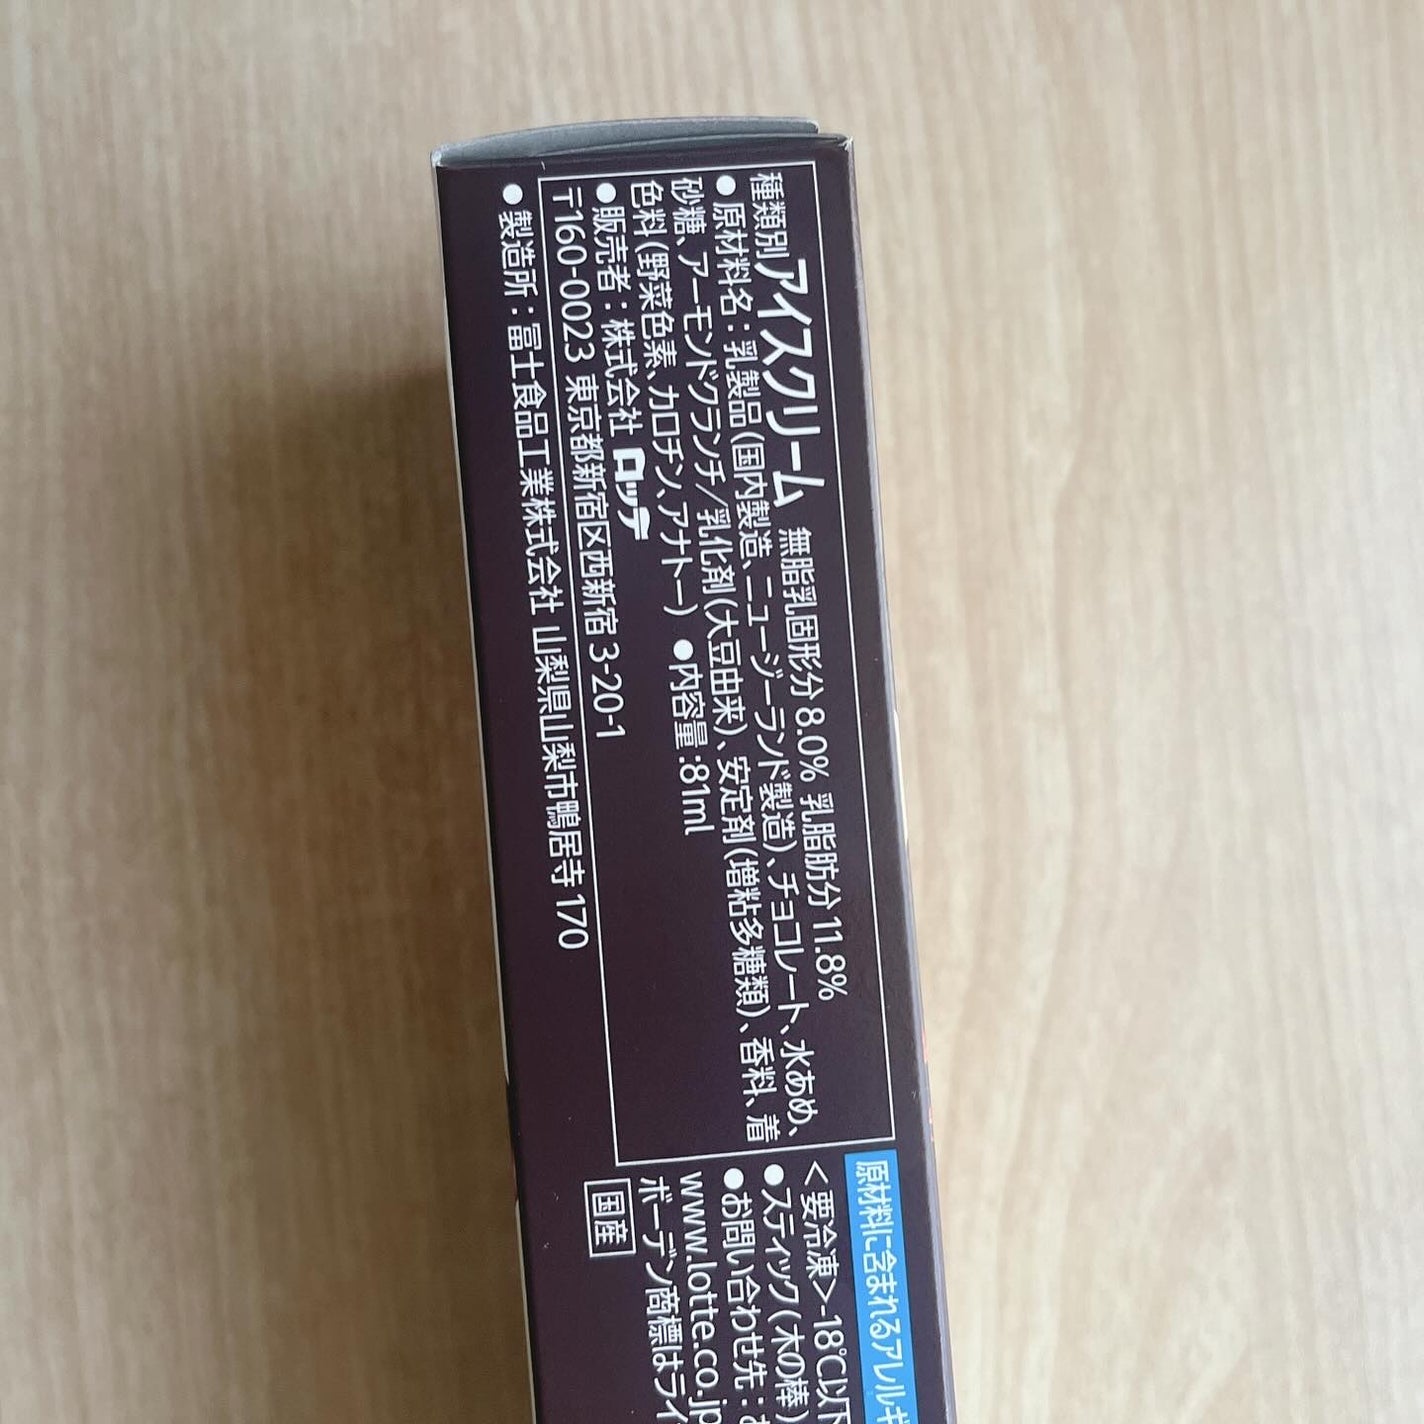 種類別アイスクリーム 無脂乳固形分8.0% 乳脂肪分11.8%
●原材料名:乳製品(国内製造、ニュージーランド製造)、チョコレート、水あめ、
砂糖、アーモンドクランチ/乳化剤(大豆由来)、安定剤(増粘多糖類)、香料、着
色料(野菜色素、カロチン、アナトー) ●内容量:81ml
●販売者:株式会社 ロッテ
〒160-0023 東京都新宿区西新宿3-20-1
●製造所:冨士食品工業株式会社 山梨県山梨市鴨居寺170
原材料に含まれるアレルギ
<要冷凍>-18℃以下
●スティック(木の棒)
●お問い合わせ先:お
www.lotte.co.jp
ボーデン商標はライ
国産